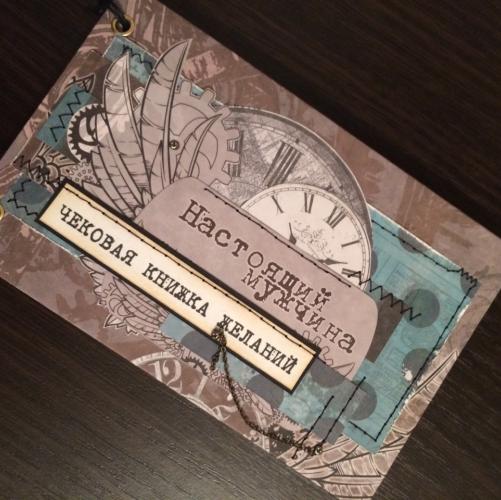 Настоящий
мужчина
ЧЕКОВАЯ КНИЖКА ЖЕЛАНИЙ